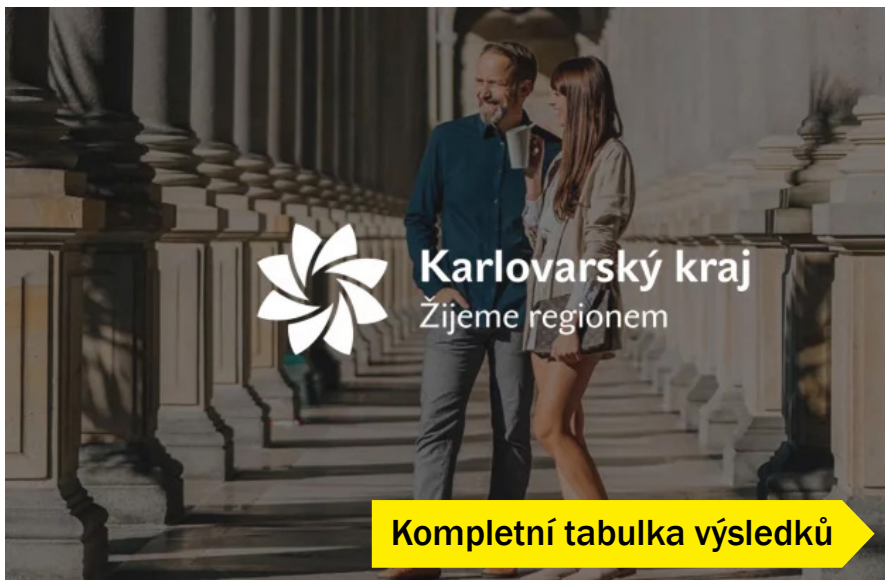 Karlovarský kraj
Žijeme regionem
Kompletní tabulka výsledků